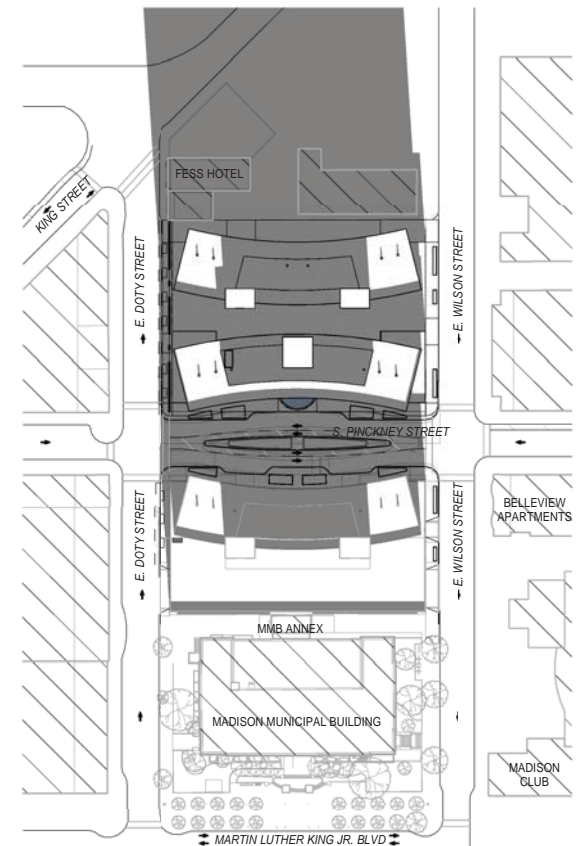 FESS HOTEL
KING STREET
E. DOTY STREET
E. WILSON STREET
S. PINCKNEY STREET
E. DOTY STREET
E. WILSON STREET
BELLEVIEW
APARTMENTS
MMB ANNEX
MADISON MUNICIPAL BUILDING
MADISON
CLUB
MARTIN LUTHER KING JR. BLVD